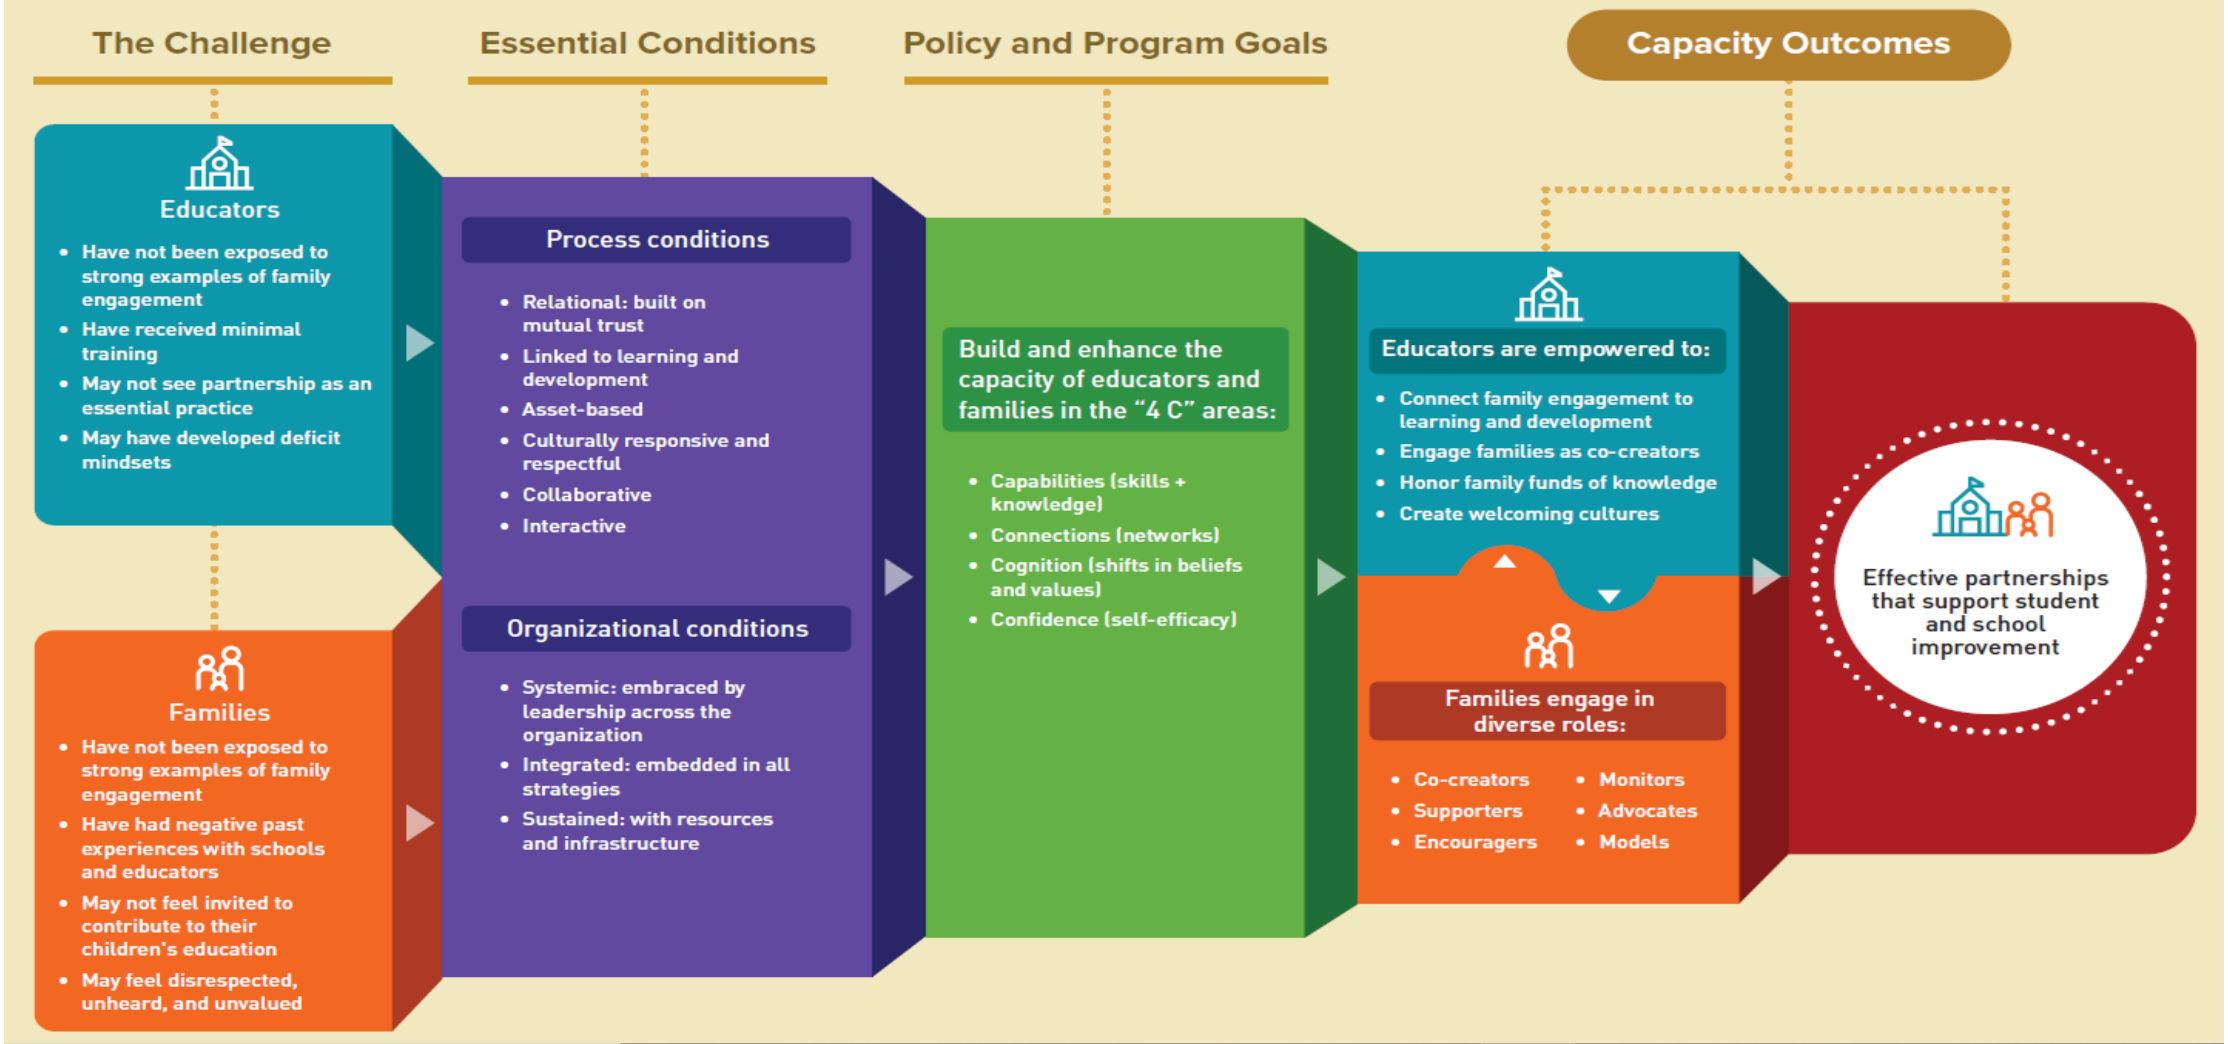 The Challenge
Essential Conditions
Policy and Program Goals
Capacity Outcomes
Educators
• Have not been exposed to
strong examples of family
engagement
• Have received minimal
training
• May not see partnership as an
essential practice
• May have developed deficit
mindsets
Families
• Have not been exposed to
strong examples of family
engagement
• Have had negative past
experiences with schools
and educators
• May not feel invited to
contribute to their
children's education
• May feel disrespected,
unheard, and unvalued
Process conditions
• Relational: built on
mutual trust
• Linked to learning and
development
• Asset-based
• Culturally responsive and
respectful
• Collaborative
• Interactive
Organizational conditions
• Systemic: embraced by
leadership across the
organization
• Integrated: embedded in all
strategies
• Sustained: with resources
and infrastructure
Build and enhance the
capacity of educators and
families in the “4 C” areas:
• Capabilities (skills +
knowledge)
• Connections (networks)
• Cognition (shifts in beliefs
and values)
• Confidence (self-efficacy)
Educators are empowered to:
• Connect family engagement to
learning and development
• Engage families as co-creators
• Honor family funds of knowledge
• Create welcoming cultures
Families engage in
diverse roles:
• Co-creators
• Supporters
• Encouragers
• Monitors
• Advocates
• Models
Effective partnerships
that support student
and school
improvement